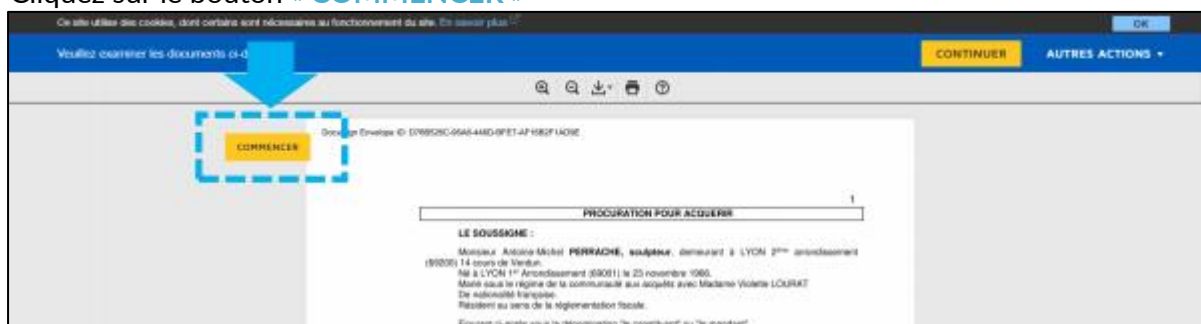 Cliquez sur le bouton « COMMENCER »
Ce site utilise des cookies, dont certains sont nécessaires au fonctionnement du site. En savoir plus
OK
Veuillez examiner les documents ci-d
CONTINUER
AUTRES ACTIONS
COMMENCER
Envelope ID:
1
PROCURATION POUR ACQUERIR
LE SOUSSIGNE :
Monsieur Antoine-Michel PERRACHE, sculpteur, demeurant à LYON 2ème arrondissement
(69200) 14 cours de Verdun.
Né à LYON 1er Arrondissement (69001) le 23 novembre 1986.
Marié sous le régime de la communauté aux acquêts avec Madame Violette LOURAT
De nationalité française.
Résident au sens de la réglementation fiscale.